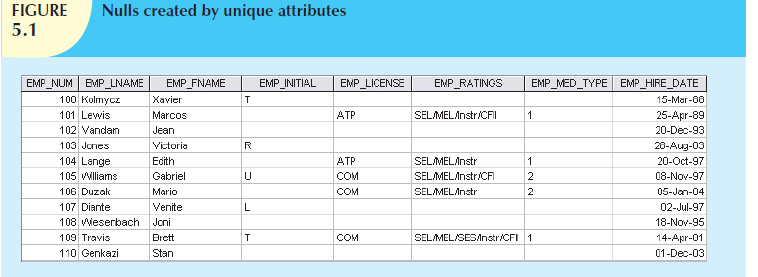 FIGURE
5.1
Nulls created by unique attributes
EMP_NUM EMP_LNAME EMP_FNAME EMP_INITIAL EMP_LICENSE EMP_RATINGS EMP_MED_TYPE EMP_HIRE_DATE
100 Kolmycz Xavier T 15-Mar-88
101 Lewis Marcos ATP SEL/MEL/Instr/CFII 1 25-Apr-89
102 Vandam Jean 20-Dec-93
103 Jones Victoria R 28-Aug-03
104 Lange Edith ATP SEL/MEL/Instr 1 20-Oct-97
105 Williams Gabriel U COM SEL/MEL/Instr/CFI 2 08-Nov-97
106 Duzak Mario COM SEL/MEL/Instr 2 05-Jan-04
107 Diante Venite L 02-Jul-97
108 Wiesenbach Joni 18-Nov-95
109 Travis Brett T COM SEL/MEL/SES/Instr/CFII 1 14-Apr-01
110 Genkazi Stan 01-Dec-03